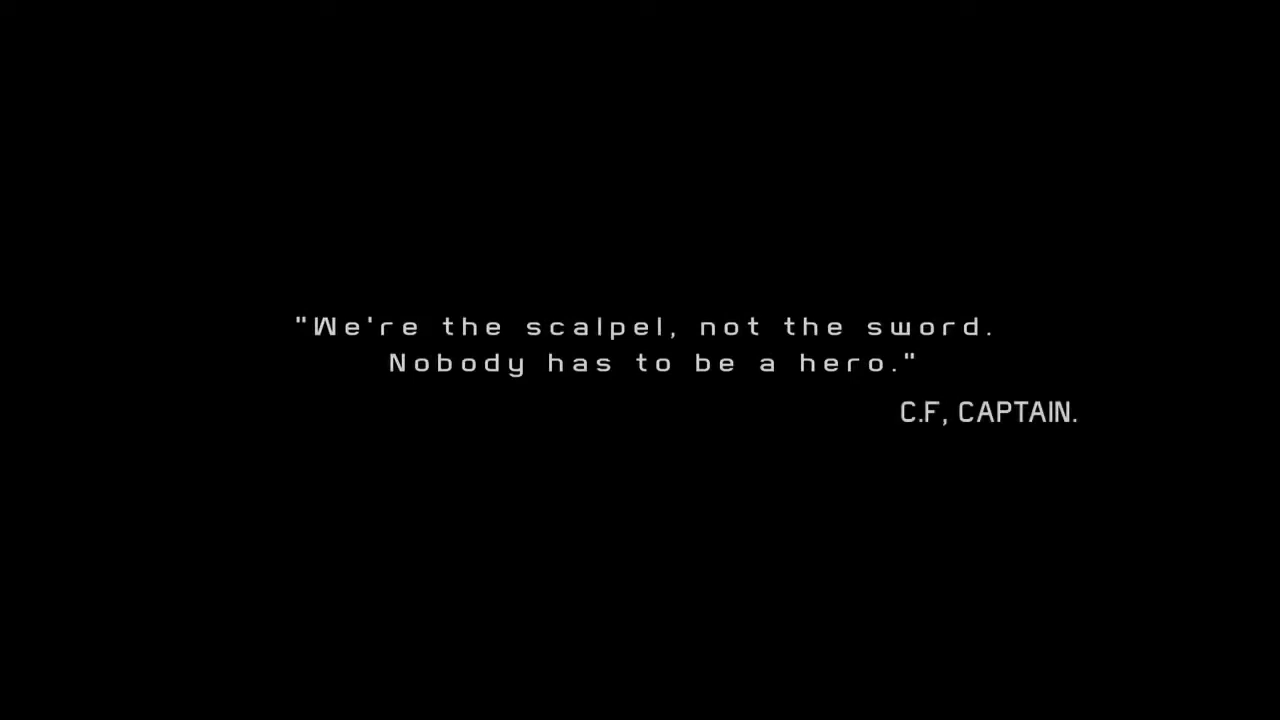 "We're the scalpel, not the sword.
Nobody has to be a hero."
C.F, CAPTAIN.